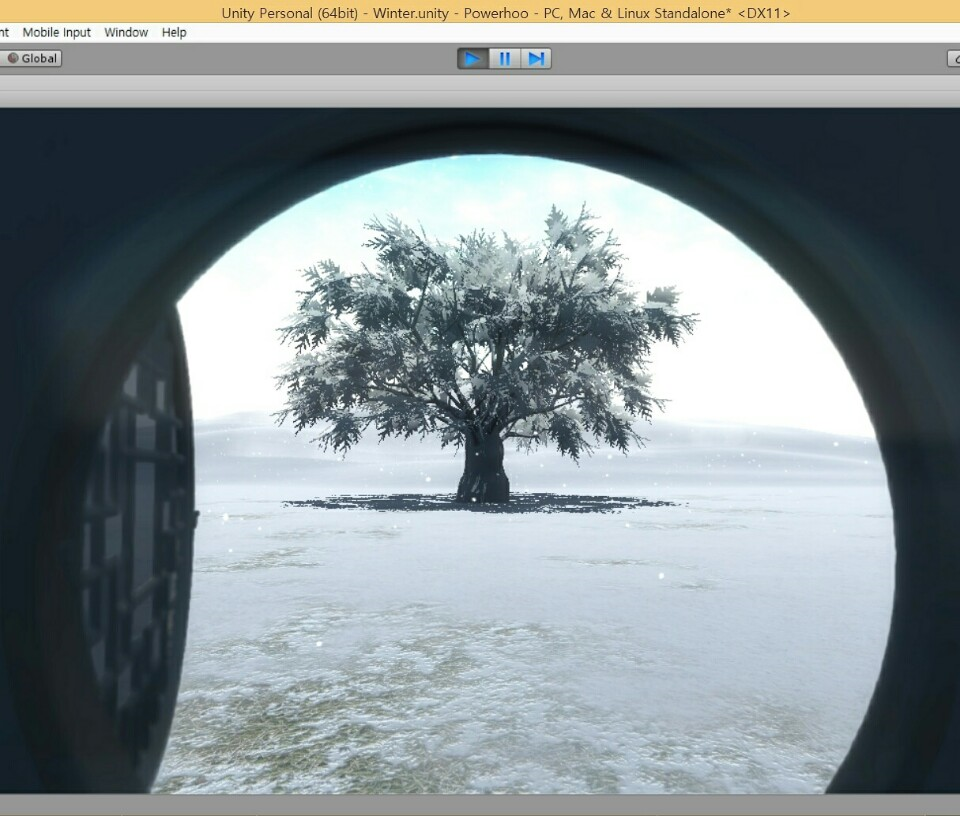 Unity Personal (64bit) - Winter.unity - Powerhoo - PC, Mac & Linux Standalone* <DX11>
nt Mobile Input Window Help
Global